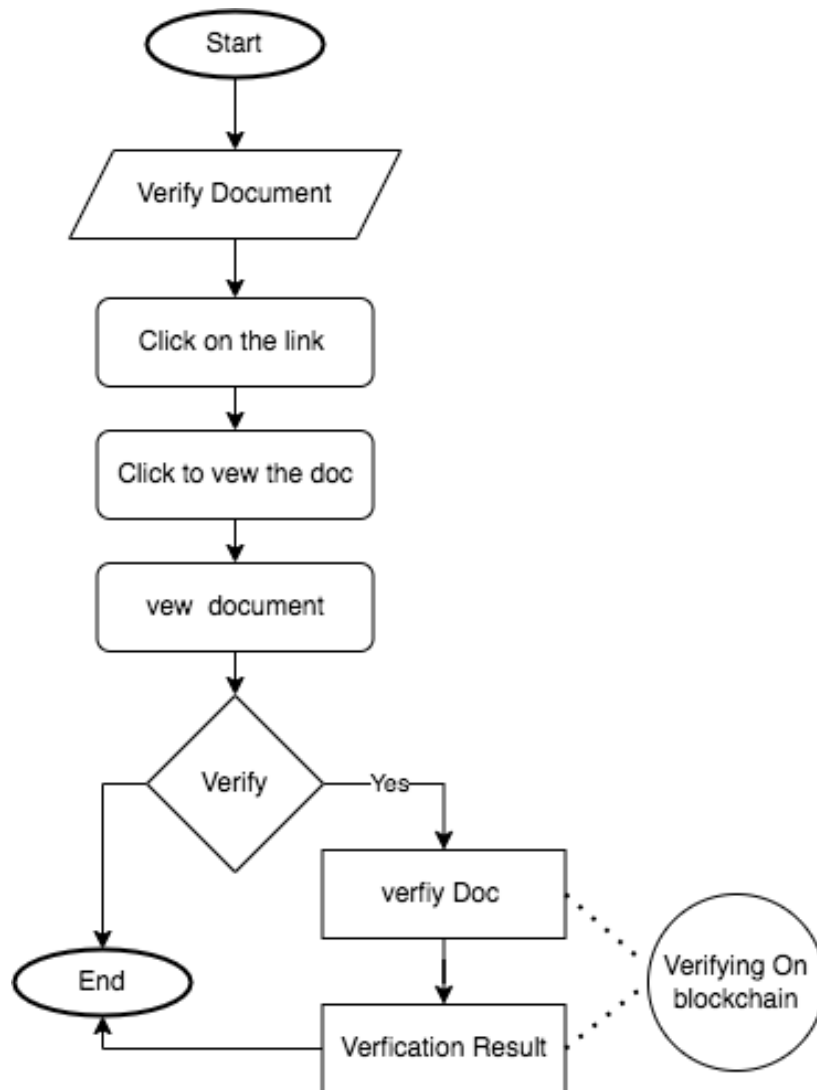 Start
Verify Document
Click on the link
Click to vew the doc
vew document
Verify
Yes
verfiy Doc
End
Verifying On
blockchain
Verfication Result